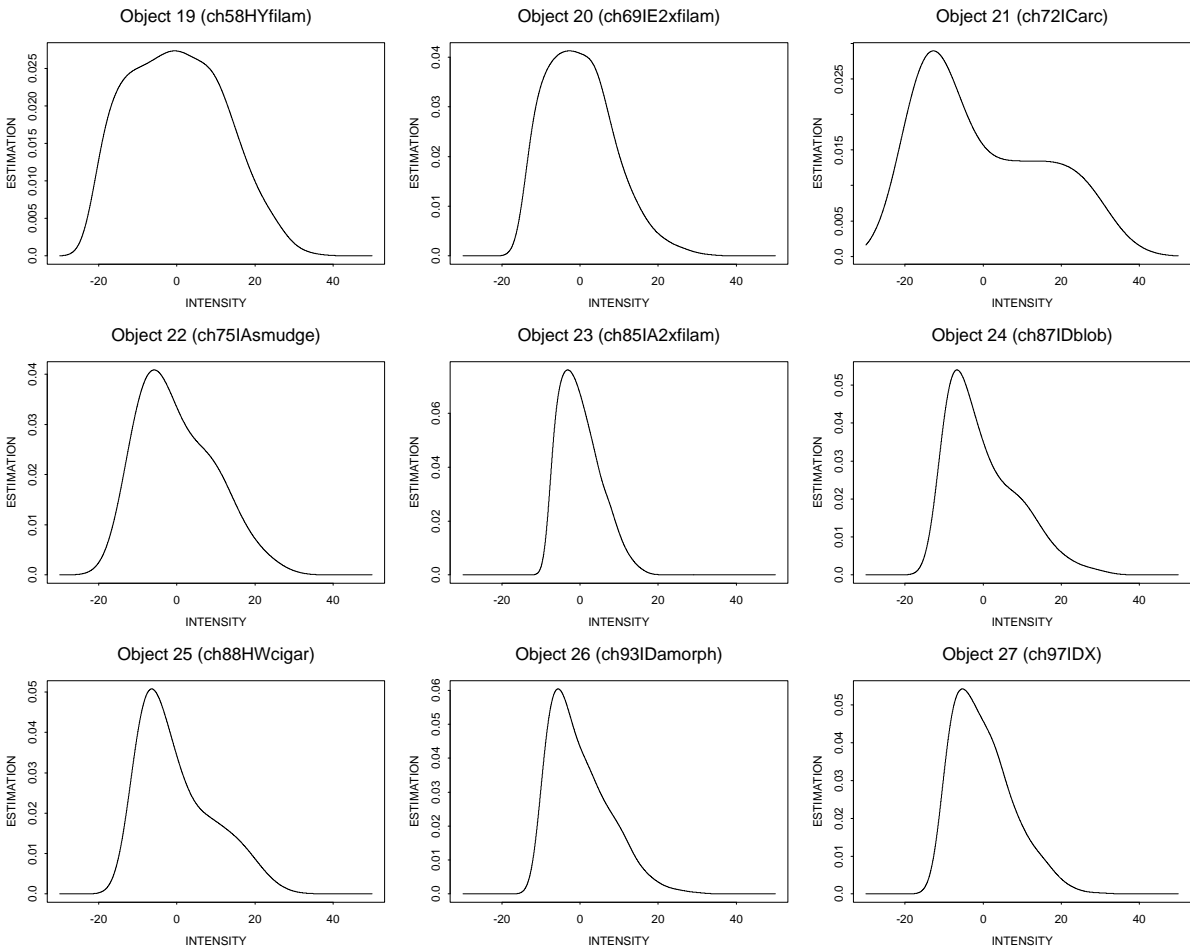 Object 19 (ch58HYfilam)
ESTIMATION
0.0
0.005
0.010
0.015
0.020
0.025
-20 0 20 40
INTENSITY
Object 20 (ch69IE2xfilam)
ESTIMATION
0.0
0.01
0.02
0.03
0.04
-20 0 20 40
INTENSITY
Object 21 (ch72ICarc)
ESTIMATION
0.0
0.005
0.015
0.025
-20 0 20 40
INTENSITY
Object 22 (ch75IAsmudge)
ESTIMATION
0.0
0.01
0.02
0.03
0.04
-20 0 20 40
INTENSITY
Object 23 (ch85IA2xfilam)
ESTIMATION
0.0
0.02
0.04
0.06
-20 0 20 40
INTENSITY
Object 24 (ch87IDblob)
ESTIMATION
0.0
0.01
0.02
0.03
0.04
0.05
-20 0 20 40
INTENSITY
Object 25 (ch88HWcigar)
ESTIMATION
0.0
0.01
0.02
0.03
0.04
0.05
-20 0 20 40
INTENSITY
Object 26 (ch93IDamorph)
ESTIMATION
0.0
0.01
0.02
0.03
0.04
0.05
0.06
-20 0 20 40
INTENSITY
Object 27 (ch97IDX)
ESTIMATION
0.0
0.01
0.02
0.03
0.04
0.05
-20 0 20 40
INTENSITY